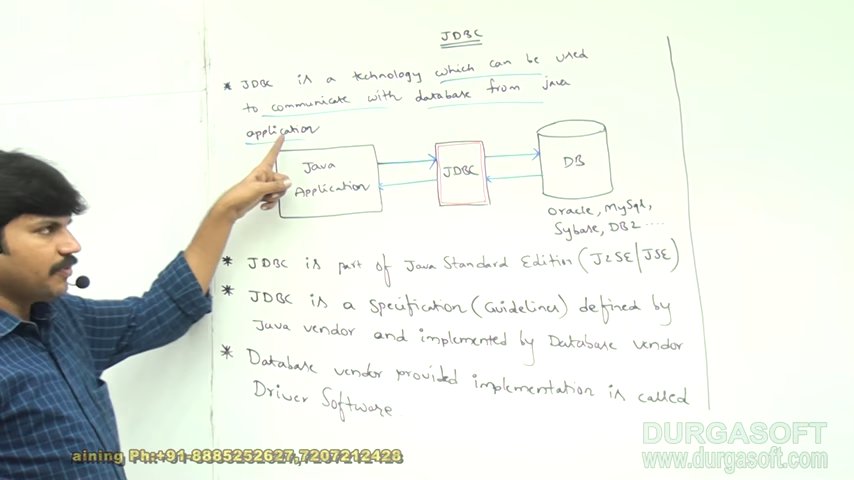 JDBC
* JDBC is a technology which can be used
to communicate with database from java
application
Java
Application
JDBC
DB
Oracle, MySql,
Sybase, DB2 ....
* JDBC is part of Java Standard Edition (J2SE/JSE)
* JDBC is a Specification (Guidelines) defined by
Java vendor and implemented by Database vendor
* Database vendor provided implementation is called
Driver Software
DURGASOFT
www.durgasoft.com
aining Ph:+91-8885252627,7207212428